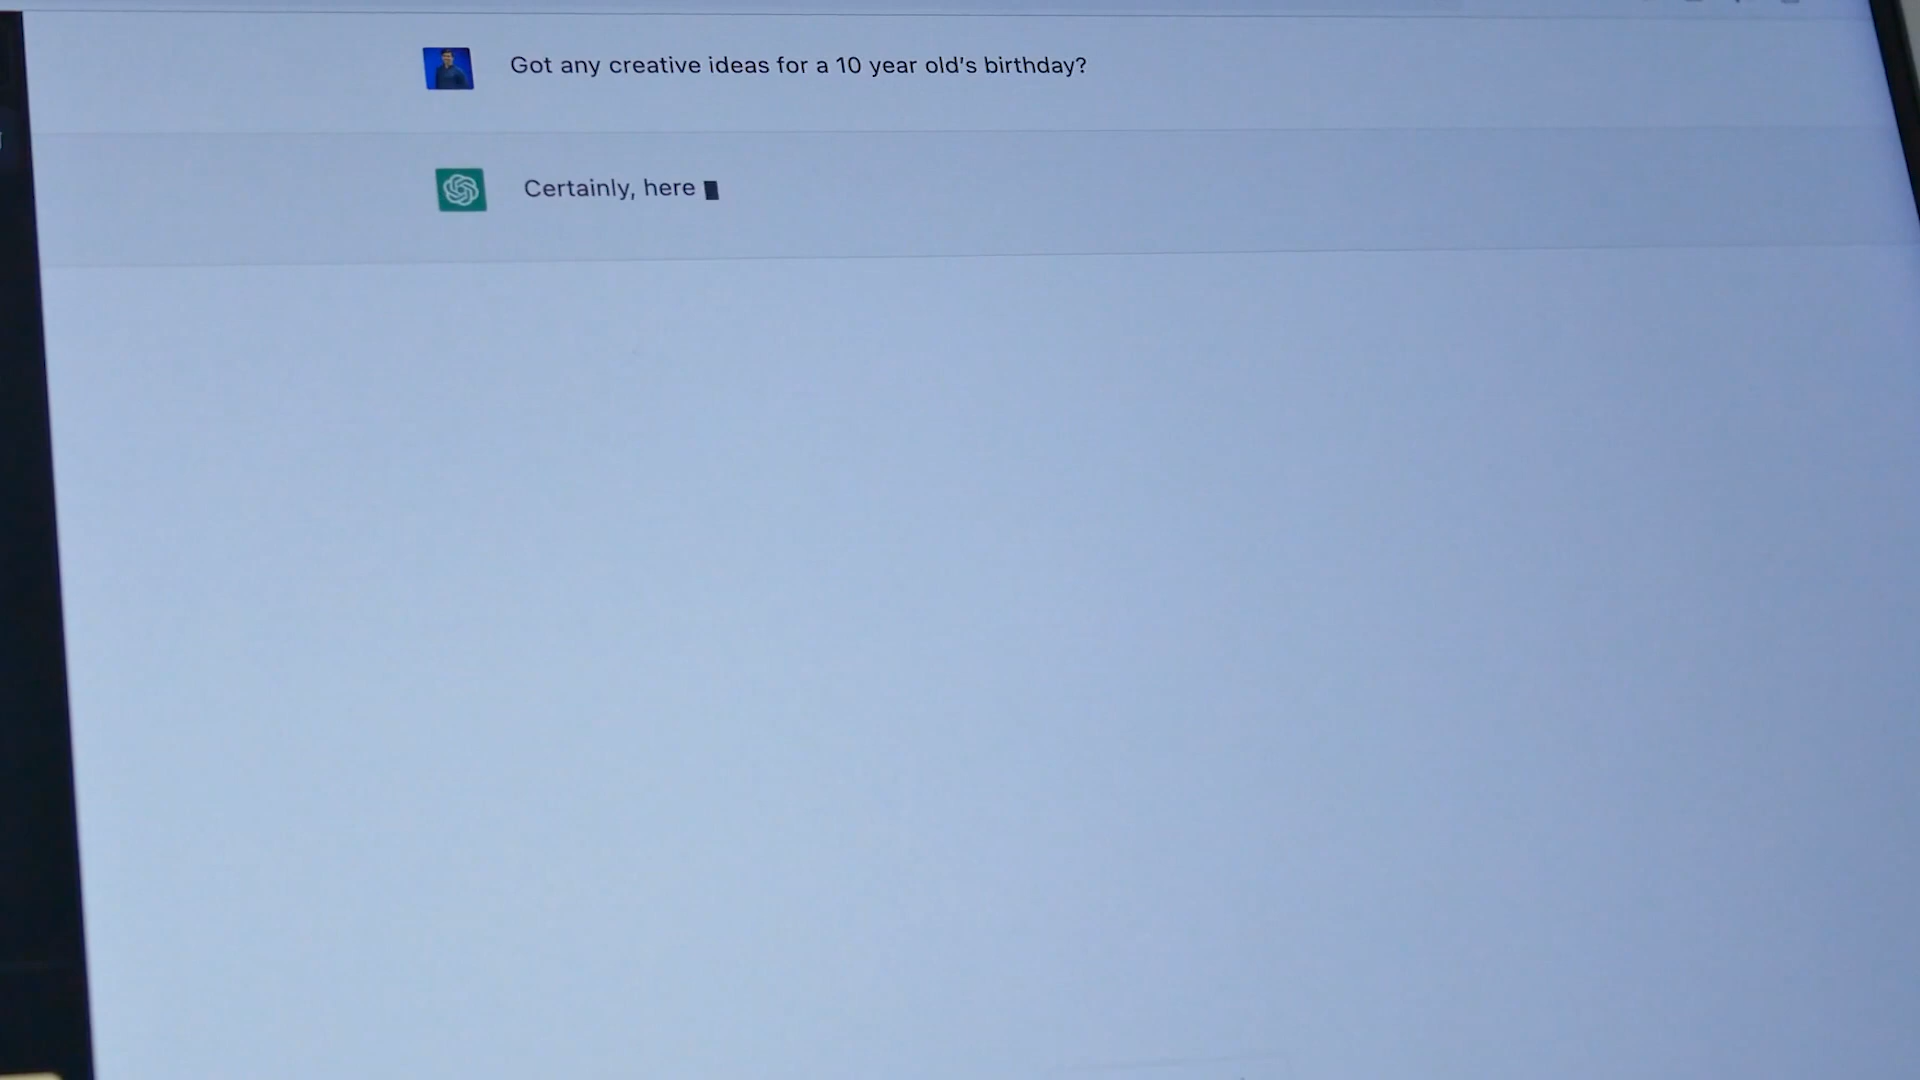 Got any creative ideas for a 10 year old's birthday?
Certainly, here